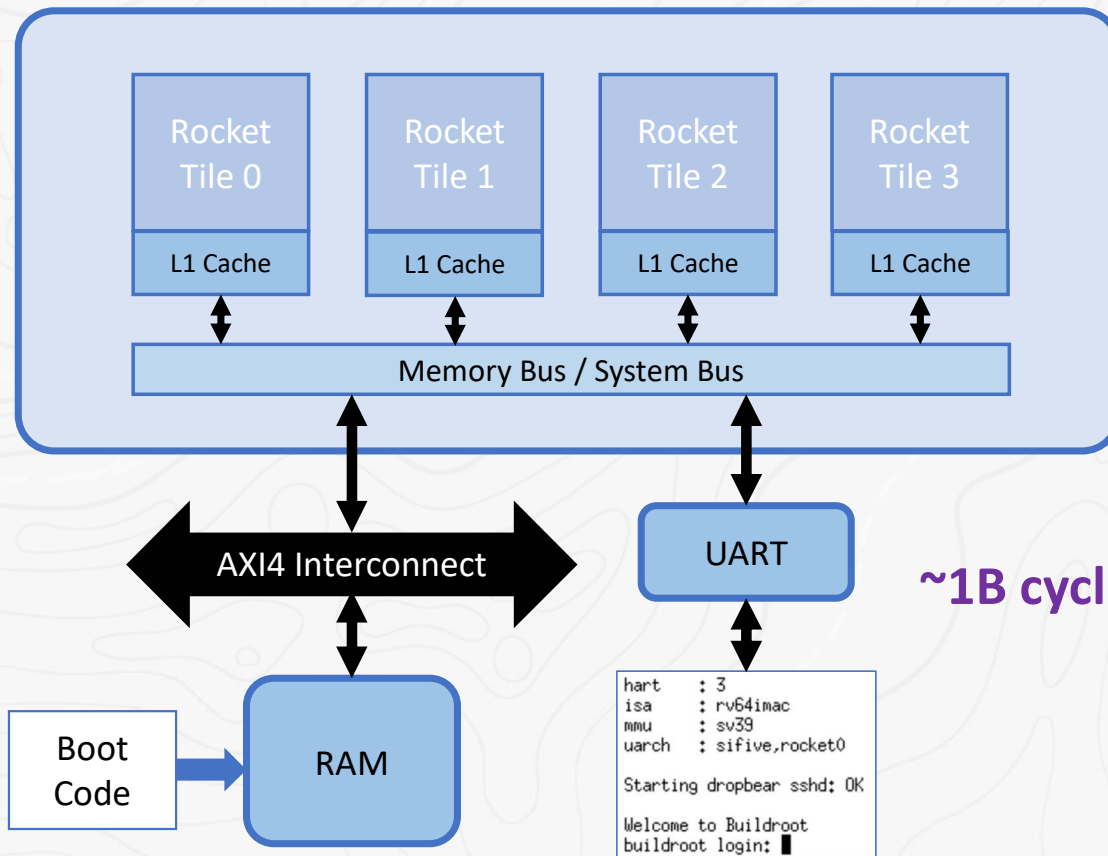 Rocket
Tile 0
Rocket
Tile 1
Rocket
Tile 2
Rocket
Tile 3
L1 Cache
L1 Cache
L1 Cache
L1 Cache
Memory Bus / System Bus
AXI4 Interconnect
UART
~1B cycl
Boot
Code
RAM
hart : 3
isa : rv64imac
mmu : sv39
uarch : sifive,rocket0
Starting dropbear sshd: OK
Welcome to Buildroot
buildroot login: